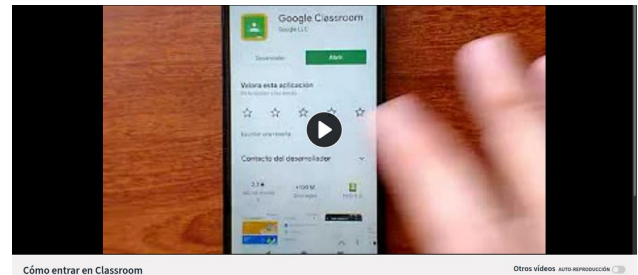 Google Classroom
Google LLC
Desinstalar
Abrir
Valora esta aplicación
Escribir una reseña
Contacto del desarrollador
+100 M
Cómo entrar en Classroom
Otros vídeos AUTO-REPRODUCCIÓN